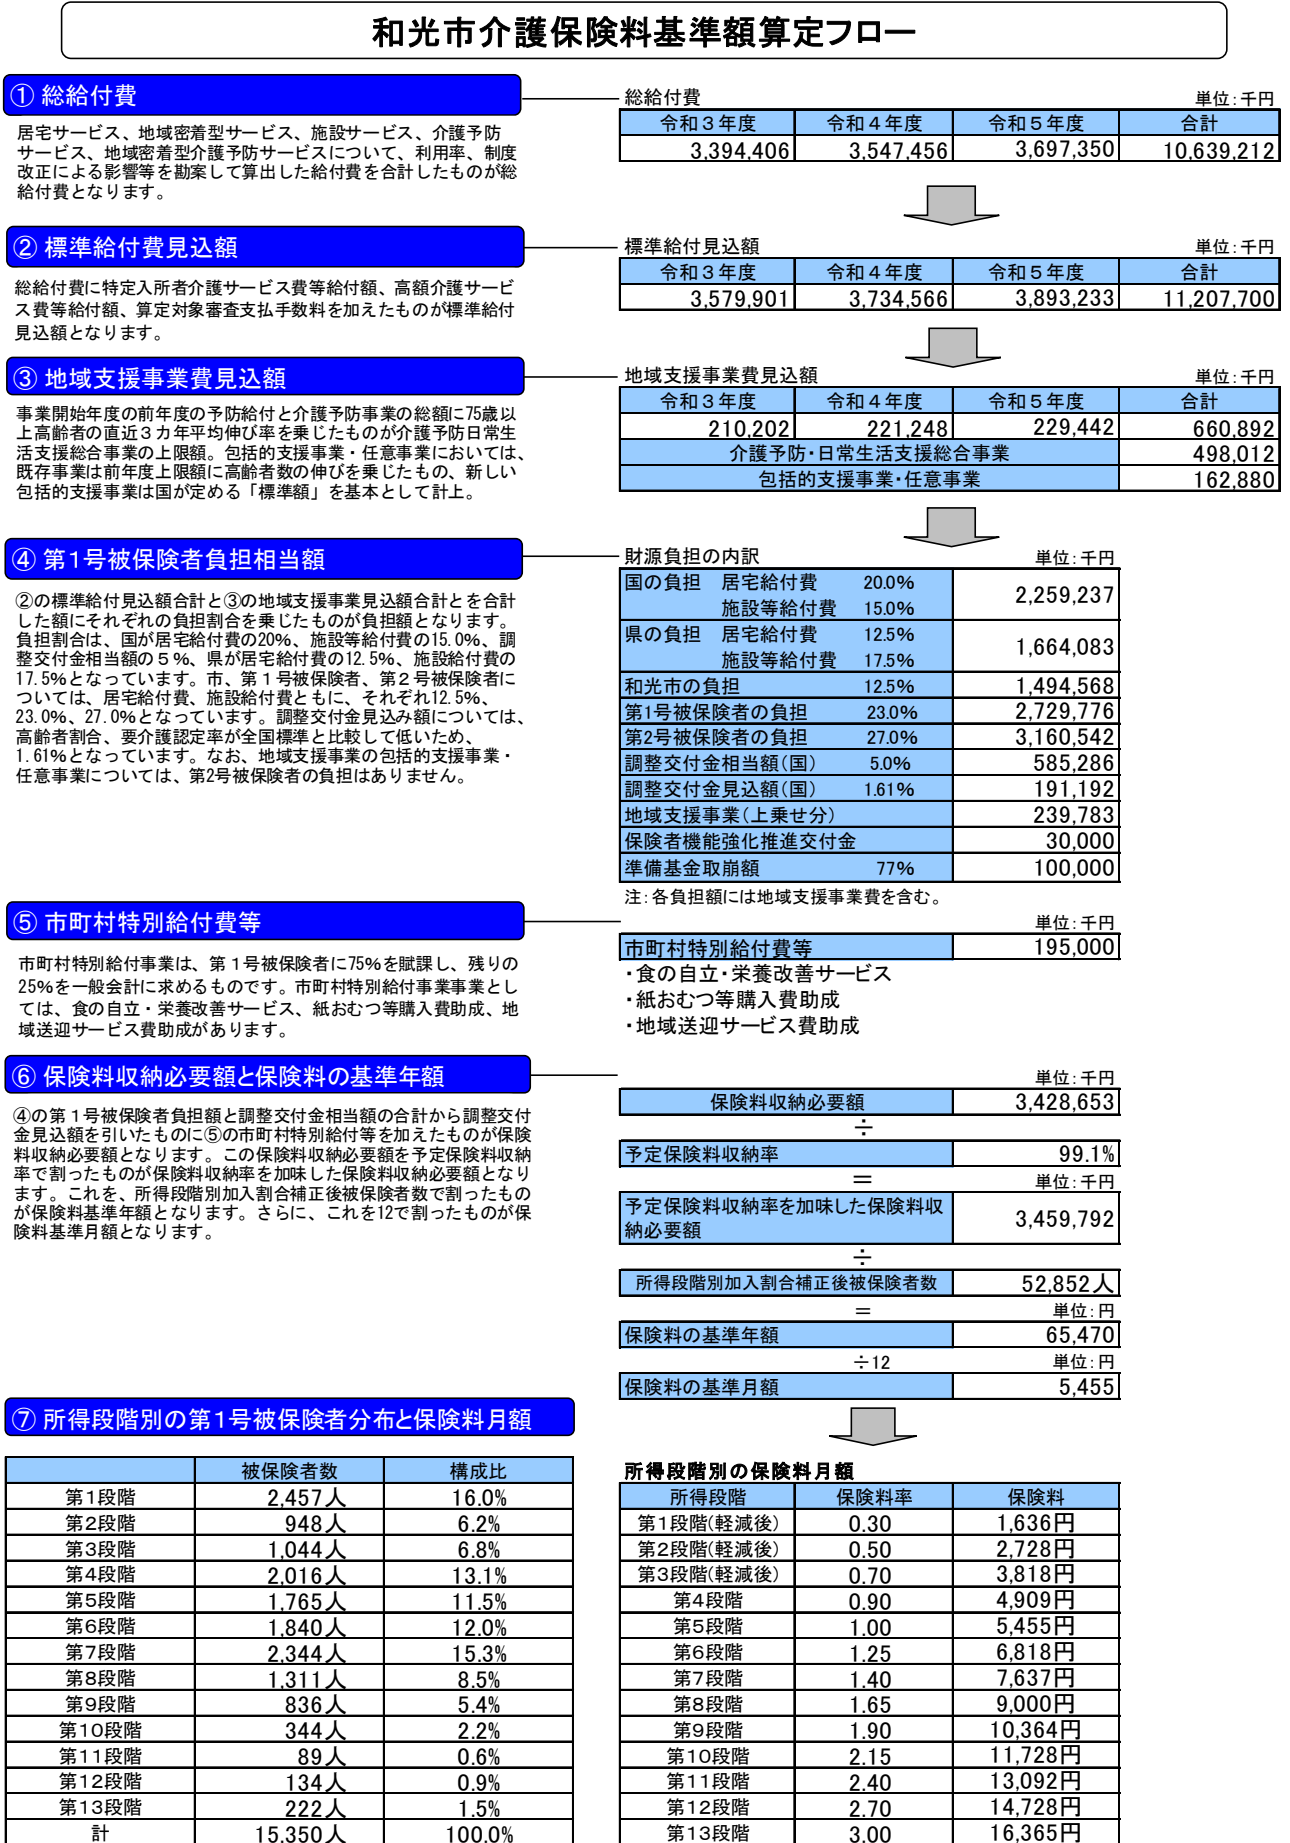 和光市介護保険料基準額算定フロー
① 総給付費
居宅サービス、地域密着型サービス、施設サービス、介護予防
サービス、地域密着型介護予防サービスについて、利用率、制度
改正による影響等を勘案して算出した給付費を合計したものが総
給付費となります。
総給付費 単位:千円
令和3年度 令和4年度 令和5年度 合計
3,394,406 3,547,456 3,697,350 10,639,212
② 標準給付費見込額
総給付費に特定入所者介護サービス費等給付額、高額介護サービ
ス費等給付額、算定対象審査支払手数料を加えたものが標準給付
見込額となります。
標準給付見込額 単位:千円
令和3年度 令和4年度 令和5年度 合計
3,579,901 3,734,566 3,893,233 11,207,700
③ 地域支援事業費見込額
事業開始年度の前年度の予防給付と介護予防事業の総額に75歳以
上高齢者の直近3カ年平均伸び率を乗じたものが介護予防日常生
活支援総合事業の上限額。包括的支援事業・任意事業においては、
既存事業は前年度上限額に高齢者数の伸びを乗じたもの、新しい
包括的支援事業は国が定める「標準額」を基本として計上。
地域支援事業費見込額 単位:千円
令和3年度 令和4年度 令和5年度 合計
210,202 221,248 229,442 660,892
介護予防・日常生活支援総合事業 498,012
包括的支援事業・任意事業 162,880
④ 第1号被保険者負担相当額
②の標準給付見込額合計と③の地域支援事業見込額合計とを合計
した額にそれぞれの負担割合を乗じたものが負担額となります。
負担割合は、国が居宅給付費の20%、施設等給付費の15.0%、調
整交付金相当額の5%、県が居宅給付費の12.5%、施設給付費の
17.5%となっています。市、第1号被保険者、第2号被保険者に
ついては、居宅給付費、施設給付費ともに、それぞれ12.5%、
23.0%、27.0%となっています。調整交付金見込み額については、
高齢者割合、要介護認定率が全国標準と比較して低いため、
1.61%となっています。なお、地域支援事業の包括的支援事業・
任意事業については、第2号被保険者の負担はありません。
財源負担の内訳 単位:千円
国の負担 居宅給付費 20.0% 2,259,237
施設等給付費 15.0%
県の負担 居宅給付費 12.5% 1,664,083
施設等給付費 17.5%
和光市の負担 12.5% 1,494,568
第1号被保険者の負担 23.0% 2,729,776
第2号被保険者の負担 27.0% 3,160,542
調整交付金相当額(国) 5.0% 585,286
調整交付金見込額(国) 1.61% 191,192
地域支援事業(上乗せ分) 239,783
保険者機能強化推進交付金 30,000
準備基金取崩額 77% 100,000
注:各負担額には地域支援事業費を含む。
⑤ 市町村特別給付費等
市町村特別給付事業は、第1号被保険者に75%を賦課し、残りの
25%を一般会計に求めるものです。市町村特別給付事業事業とし
ては、食の自立・栄養改善サービス、紙おむつ等購入費助成、地
域送迎サービス費助成があります。
単位:千円
市町村特別給付費等 195,000
・食の自立・栄養改善サービス
・紙おむつ等購入費助成
・地域送迎サービス費助成
⑥ 保険料収納必要額と保険料の基準年額
④の第1号被保険者負担額と調整交付金相当額の合計から調整交付
金見込額を引いたものに⑤の市町村特別給付等を加えたものが保険
料収納必要額となります。この保険料収納必要額を予定保険料収納
率で割ったものが保険料収納率を加味した保険料収納必要額となり
ます。これを、所得段階別加入割合補正後被保険者数で割ったもの
が保険料基準年額となります。さらに、これを12で割ったものが保
険料基準月額となります。
単位:千円
保険料収納必要額 3,428,653
÷
予定保険料収納率 99.1%
= 単位:千円
予定保険料収納率を加味した保険料収
納必要額 3,459,792
÷
所得段階別加入割合補正後被保険者数 52,852人
= 単位:円
保険料の基準年額 65,470
÷12 単位:円
保険料の基準月額 5,455
⑦ 所得段階別の第1号被保険者分布と保険料月額
被保険者数 構成比
第1段階 2,457人 16.0%
第2段階 948人 6.2%
第3段階 1,044人 6.8%
第4段階 2,016人 13.1%
第5段階 1,765人 11.5%
第6段階 1,840人 12.0%
第7段階 2,344人 15.3%
第8段階 1,311人 8.5%
第9段階 836人 5.4%
第10段階 344人 2.2%
第11段階 89人 0.6%
第12段階 134人 0.9%
第13段階 222人 1.5%
計 15,350人 100.0%
所得段階別の保険料月額
所得段階 保険料率 保険料
第1段階(軽減後) 0.30 1,636円
第2段階(軽減後) 0.50 2,728円
第3段階(軽減後) 0.70 3,818円
第4段階 0.90 4,909円
第5段階 1.00 5,455円
第6段階 1.25 6,818円
第7段階 1.40 7,637円
第8段階 1.65 9,000円
第9段階 1.90 10,364円
第10段階 2.15 11,728円
第11段階 2.40 13,092円
第12段階 2.70 14,728円
第13段階 3.00 16,365円